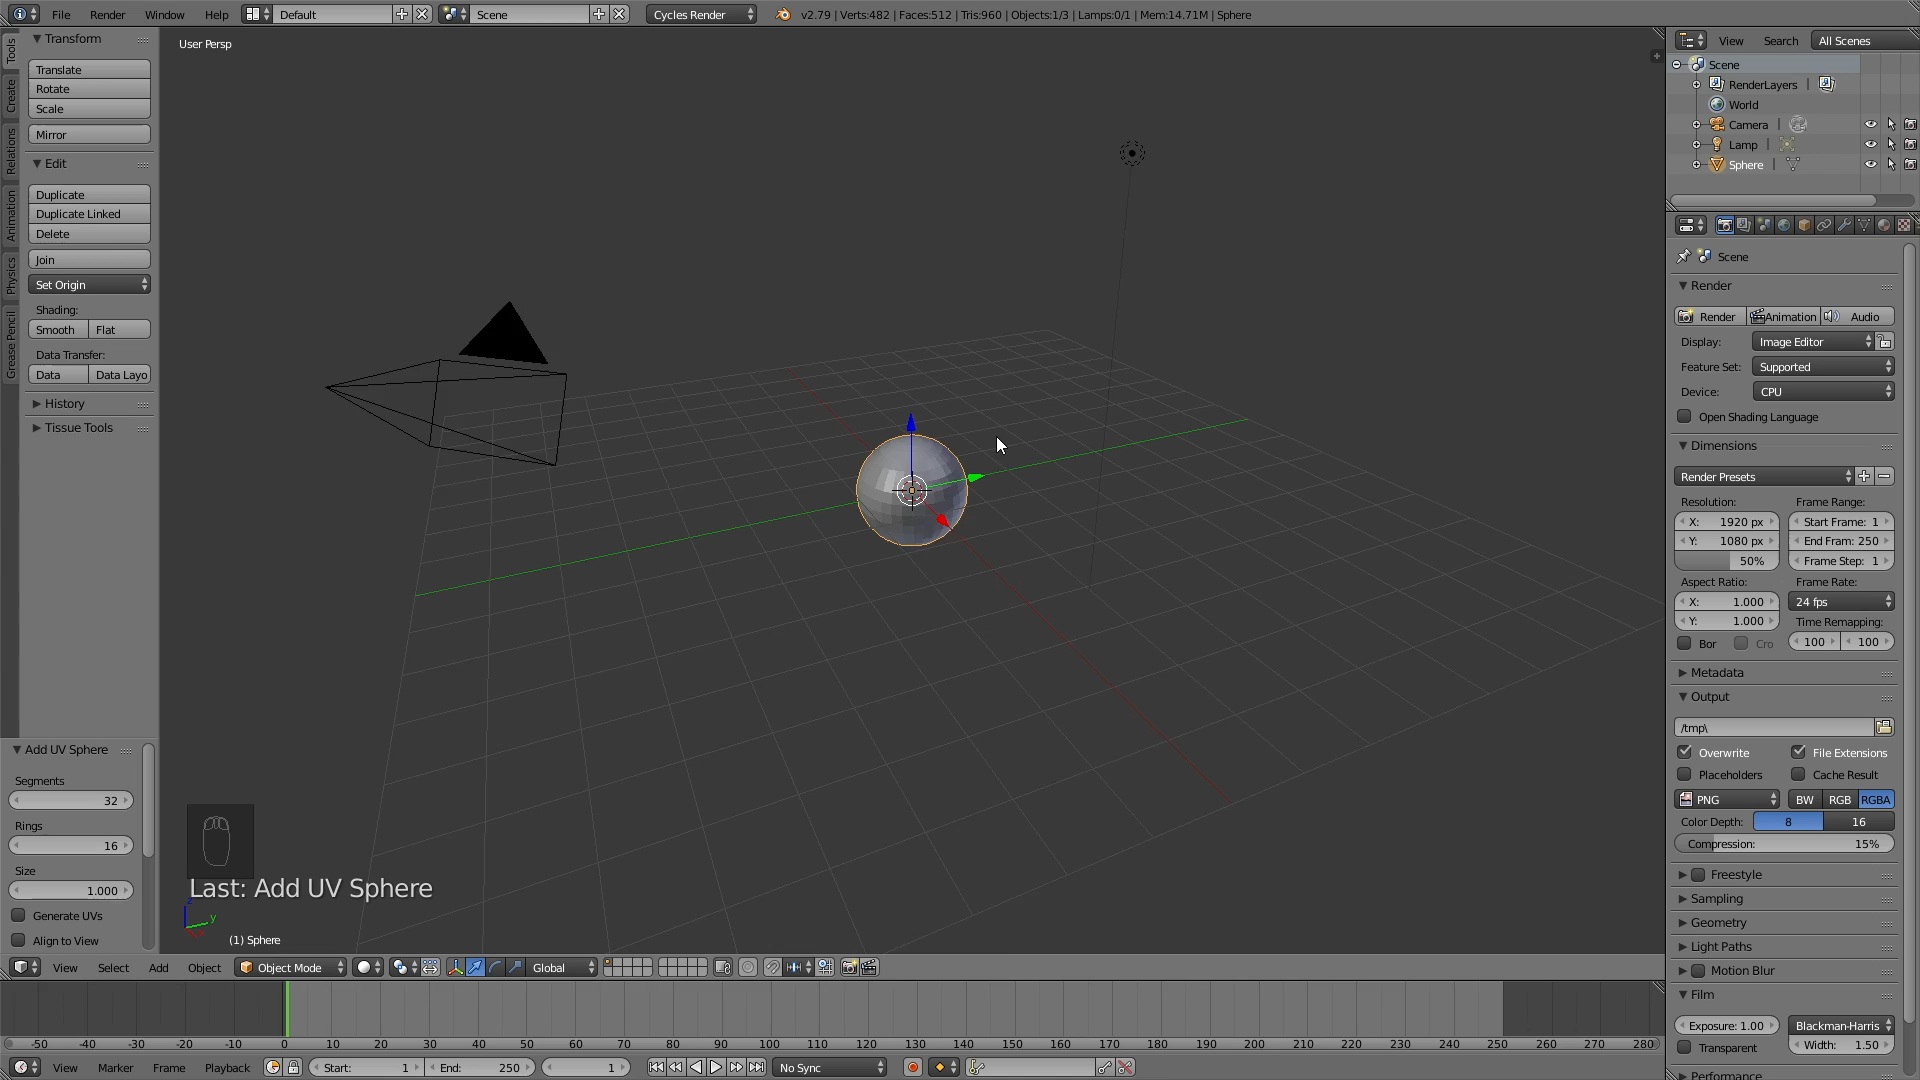 File Render Window Help Default Scene Cycles Render v2.79 | Verts:482 | Faces:512 | Tris:960 | Objects:1/3 | Lamps:0/1 | Mem:14.71M | Sphere
Tools
Create
Relations
Animation
Physics
Grease Pencil
Transform
Translate
Rotate
Scale
Mirror
Edit
Duplicate
Duplicate Linked
Delete
Join
Set Origin
Shading:
Smooth Flat
Data Transfer:
Data Data Layo
History
Tissue Tools
Add UV Sphere
Segments
32
Rings
16
Size
1.000
Generate UVs
Align to View
User Persp
Last: Add UV Sphere
z
y
(1) Sphere
View Select Add Object Object Mode Global
-50 -40 -30 -20 -10 0 10 20 30 40 50 60 70 80 90 100 110 120 130 140 150 160 170 180 190 200 210 220 230 240 250 260 270 280
View Marker Frame Playback Start: 1 End: 250 1 No Sync
View Search All Scenes
Scene
RenderLayers |
World
Camera |
Lamp |
Sphere |
Scene
Render
Render Animation Audio
Display: Image Editor
Feature Set: Supported
Device: CPU
Open Shading Language
Dimensions
Render Presets
Resolution: Frame Range:
X: 1920 px Start Frame: 1
Y: 1080 px End Fram: 250
50% Frame Step: 1
Aspect Ratio: Frame Rate:
X: 1.000 24 fps
Y: 1.000 Time Remapping:
Bor Cro 100 100
Metadata
Output
/tmp\
Overwrite File Extensions
Placeholders Cache Result
PNG BW RGB RGBA
Color Depth: 8 16
Compression: 15%
Freestyle
Sampling
Geometry
Light Paths
Motion Blur
Film
Exposure: 1.00 Blackman-Harris
Transparent Width: 1.50
Performance